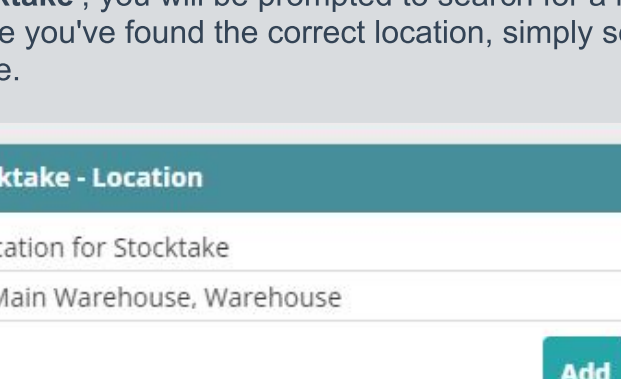 ktake', you will be prompted to search for a
e you've found the correct location, simply
e.
ktake - Location
cation for Stocktake
Main Warehouse, Warehouse
Add